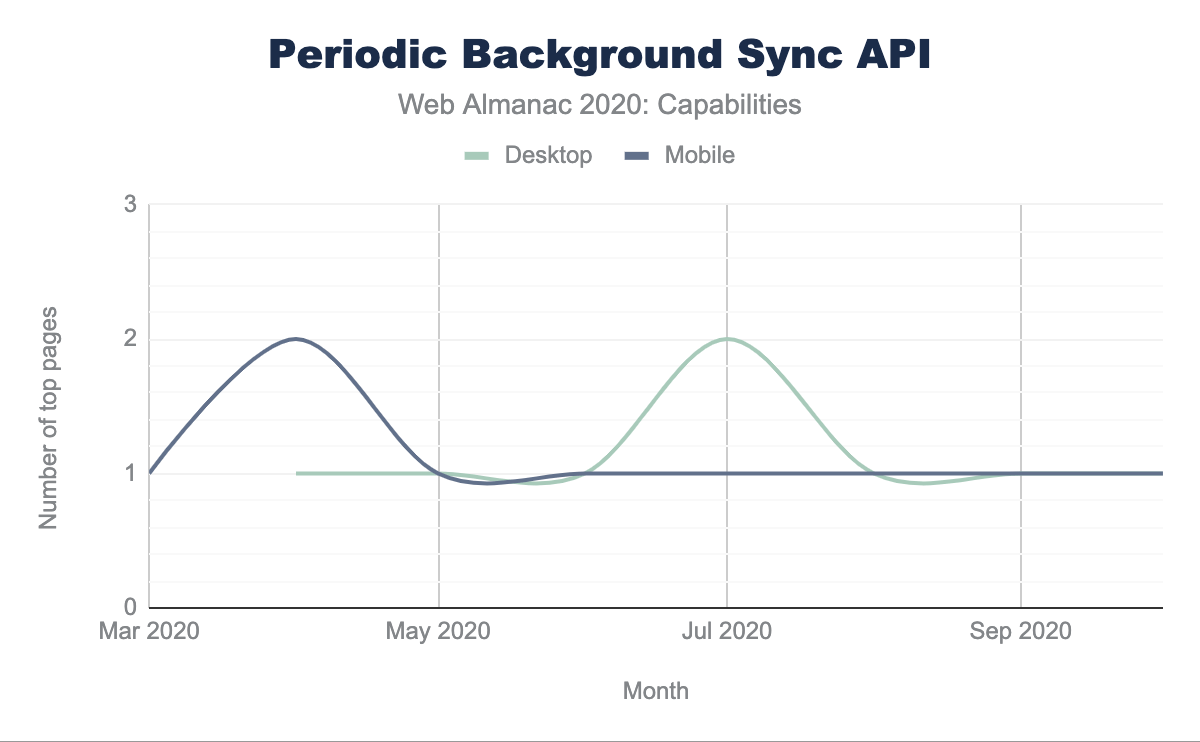 Periodic Background Sync API
Web Almanac 2020: Capabilities
Desktop Mobile
3
2
1
0
Number of top pages
Mar 2020 May 2020 Jul 2020 Sep 2020
Month